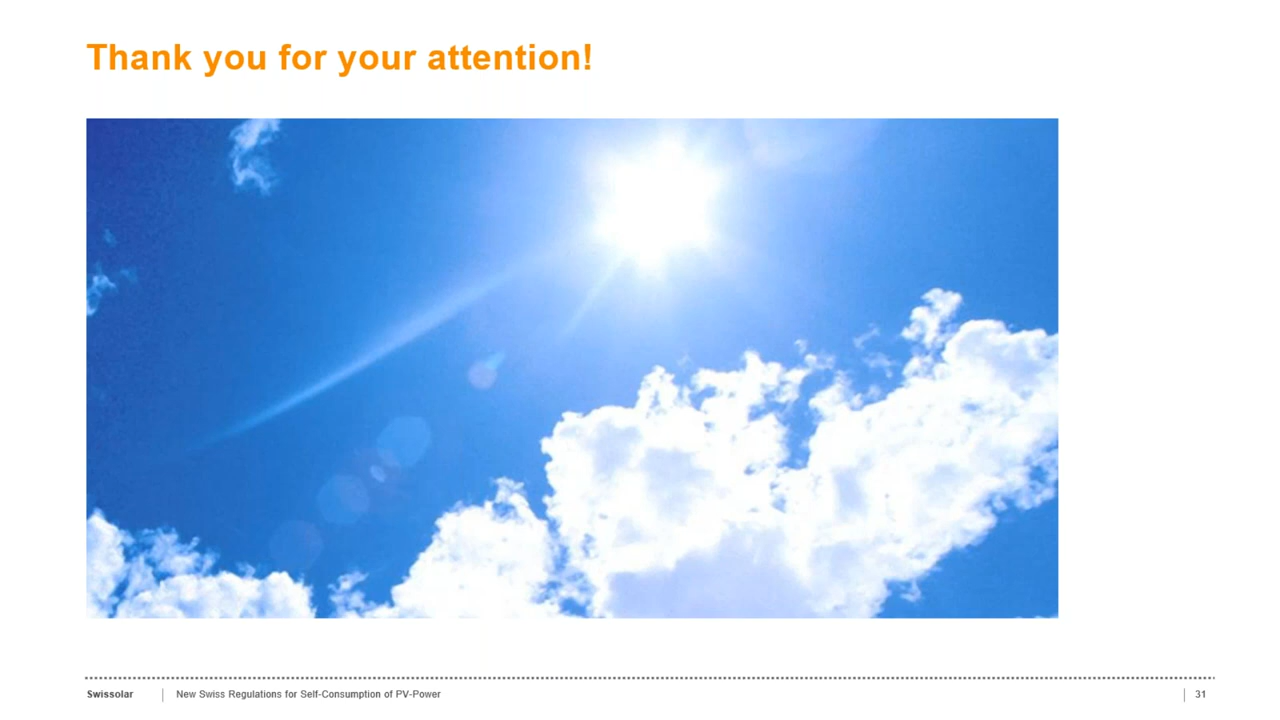 Thank you for your attention!
Swissolar | New Swiss Regulations for Self-Consumption of PV-Power | 31